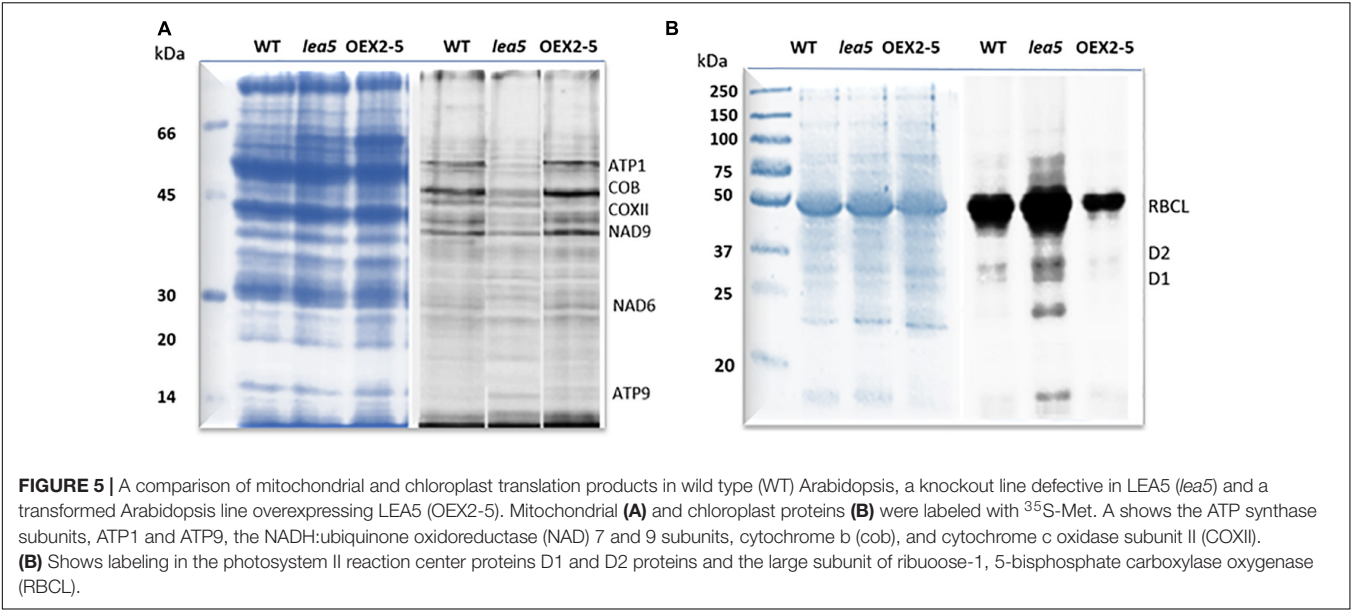 A
kDa
WT lea5 OEX2-5 WT lea5 OEX2-5
66
45
30
20
14
ATP1
COB
COXII
NAD9
NAD6
ATP9
B
kDa
WT lea5 OEX2-5 WT lea5 OEX2-5
250
150
100
75
50
37
25
20
RBCL
D2
D1
FIGURE 5 | A comparison of mitochondrial and chloroplast translation products in wild type (WT) Arabidopsis, a knockout line defective in LEA5 (lea5) and a
transformed Arabidopsis line overexpressing LEA5 (OEX2-5). Mitochondrial (A) and chloroplast proteins (B) were labeled with ³⁵S-Met. A shows the ATP synthase
subunits, ATP1 and ATP9, the NADH:ubiquinone oxidoreductase (NAD) 7 and 9 subunits, cytochrome b (cob), and cytochrome c oxidase subunit II (COXII).
(B) Shows labeling in the photosystem II reaction center proteins D1 and D2 proteins and the large subunit of ribuoose-1, 5-bisphosphate carboxylase oxygenase
(RBCL).